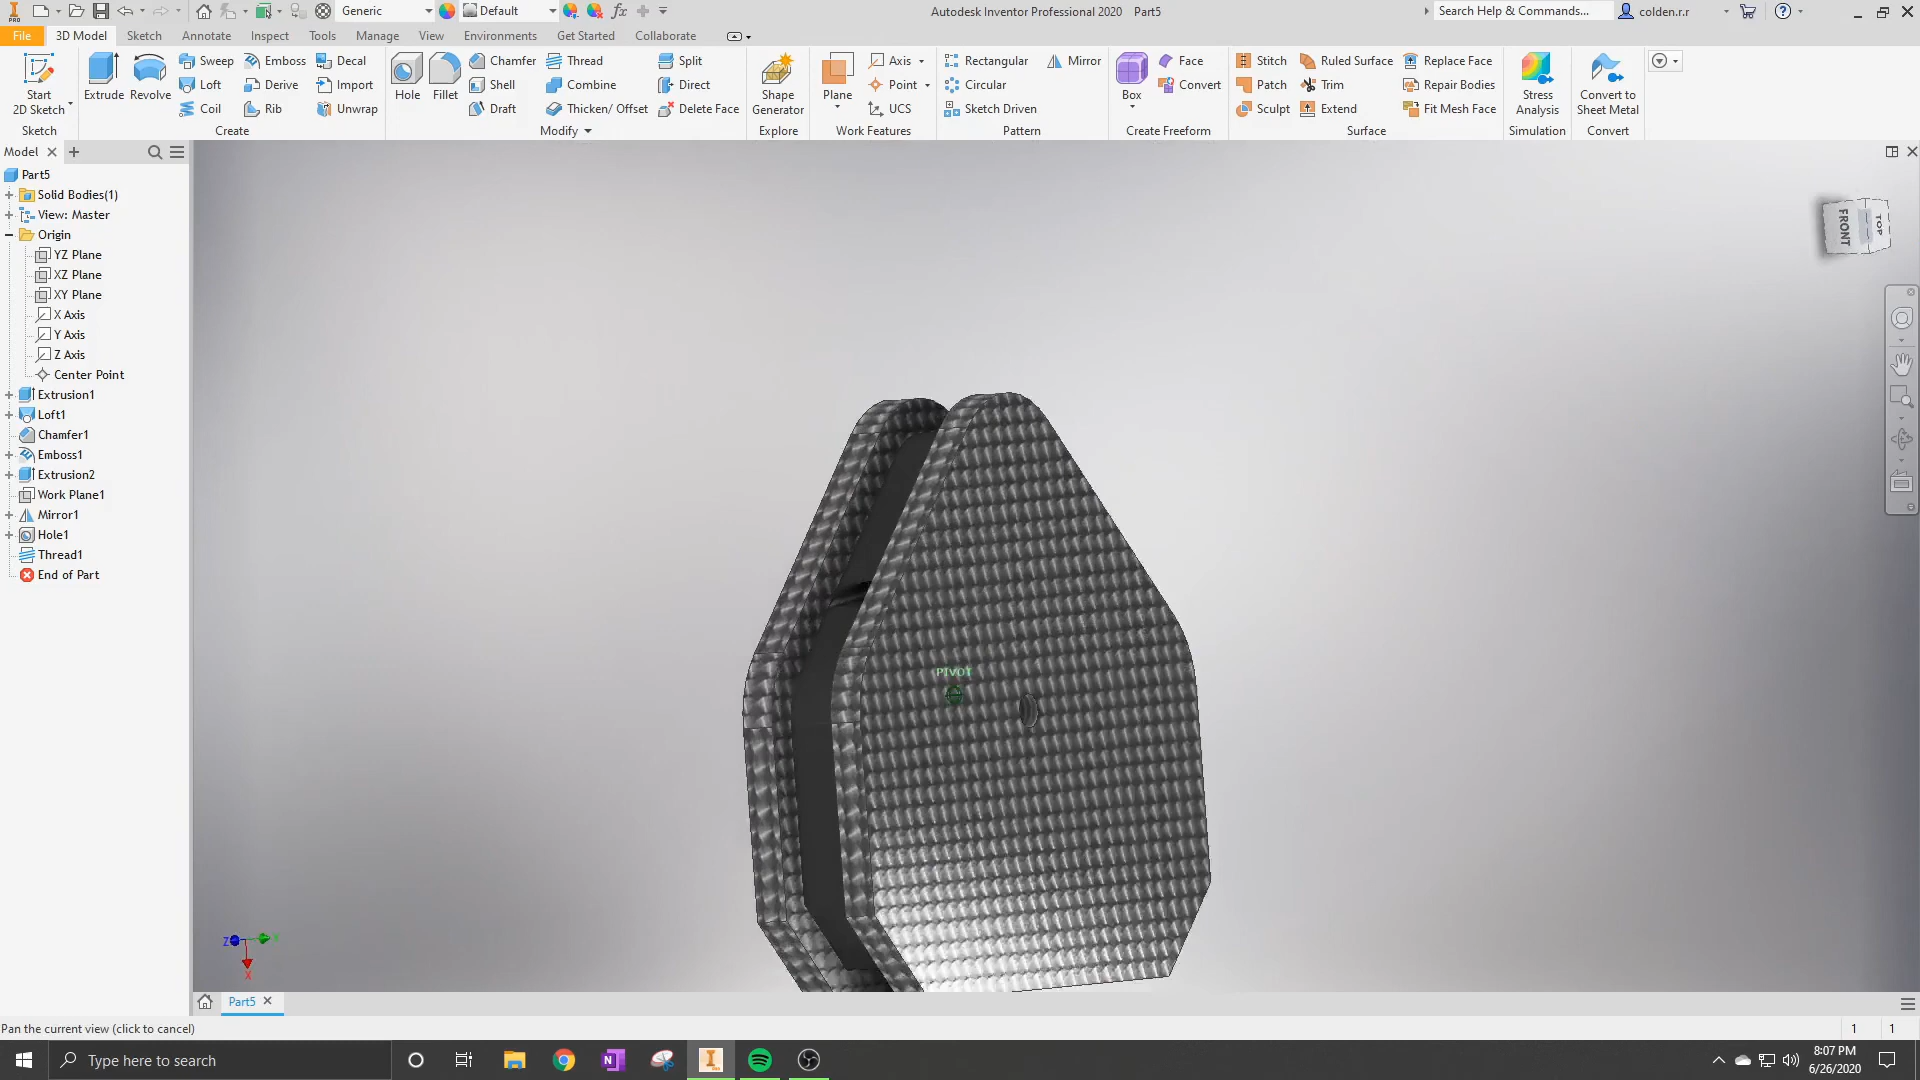 Generic
Default
Autodesk Inventor Professional 2020 Part5
Search Help & Commands...
colden.r.r
File 3D Model Sketch Annotate Inspect Tools Manage View Environments Get Started Collaborate
Start
2D Sketch
Sketch
Extrude
Revolve
Sweep
Loft
Coil
Emboss
Derive
Rib
Decal
Import
Unwrap
Create
Hole
Fillet
Chamfer
Shell
Draft
Thread
Combine
Thicken/ Offset
Split
Direct
Delete Face
Modify
Shape
Generator
Explore
Plane
Axis
Point
UCS
Work Features
Rectangular
Circular
Sketch Driven
Mirror
Pattern
Box
Face
Convert
Create Freeform
Stitch
Patch
Sculpt
Ruled Surface
Trim
Extend
Replace Face
Repair Bodies
Fit Mesh Face
Surface
Stress
Analysis
Simulation
Convert to
Sheet Metal
Convert
Model
Part5
Solid Bodies(1)
View: Master
Origin
YZ Plane
XZ Plane
XY Plane
X Axis
Y Axis
Z Axis
Center Point
Extrusion1
Loft1
Chamfer1
Emboss1
Extrusion2
Work Plane1
Mirror1
Hole1
Thread1
End of Part
FRONT
TOP
PIVOT
Z
Y
X
Part5
Pan the current view (click to cancel)
1 1
Type here to search
8:07 PM
6/26/2020